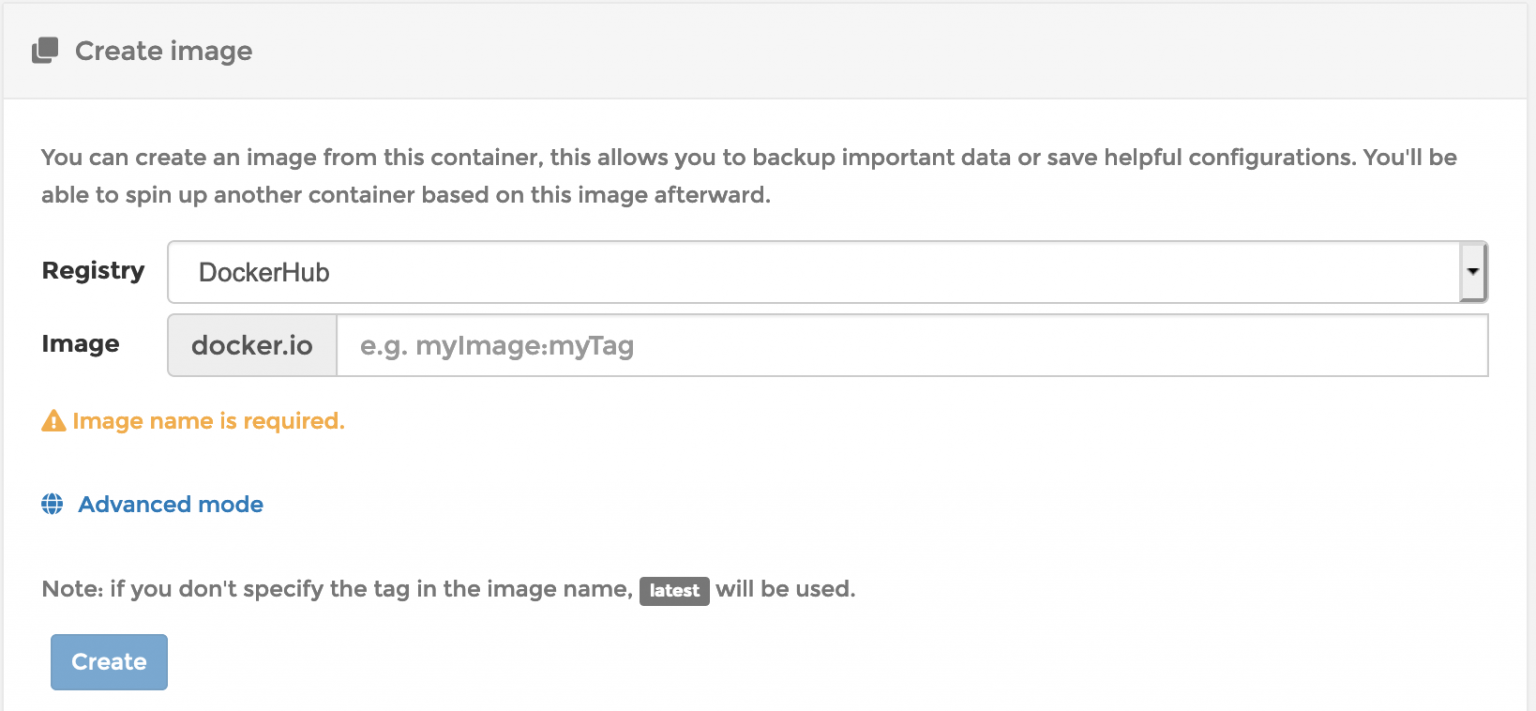 Create image
You can create an image from this container, this allows you to backup important data or save helpful configurations. You'll be
able to spin up another container based on this image afterward.
Registry DockerHub
Image docker.io e.g. myImage:myTag
Image name is required.
Advanced mode
Note: if you don't specify the tag in the image name, latest will be used.
Create